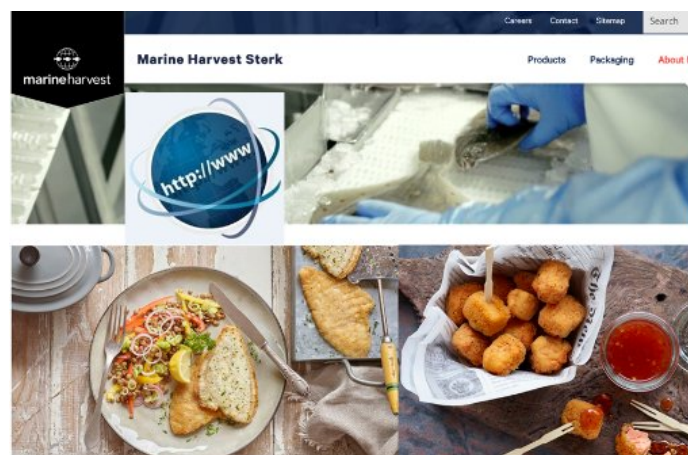 Careers Contact Sitemap Search
marineharvest
Marine Harvest Sterk
Products Packaging About
http://www